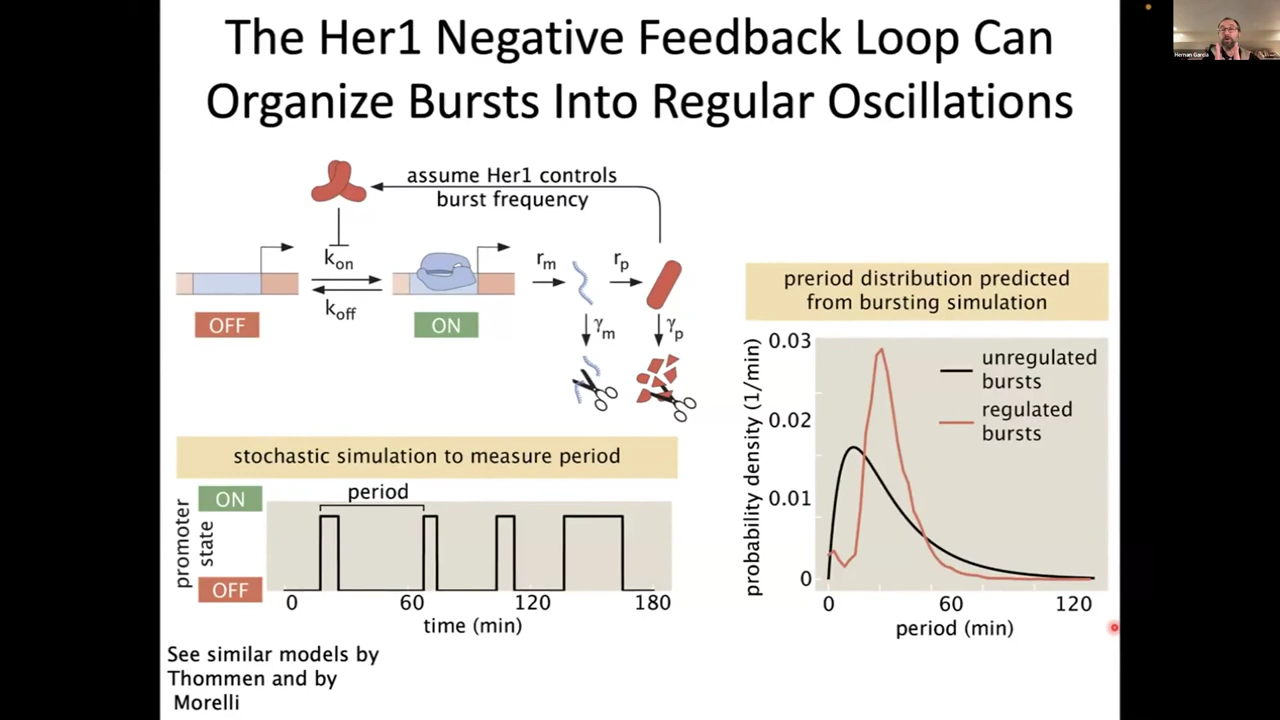 The Her1 Negative Feedback Loop Can
Organize Bursts Into Regular Oscillations
Hernan Garcia
assume Her1 controls
burst frequency
kon
koff
rm
rp
γm
γp
OFF
ON
stochastic simulation to measure period
ON
OFF
promoter
state
period
0 60 120 180
time (min)
See similar models by
Thommen and by
Morelli
preriod distribution predicted
from bursting simulation
probability density (1/min)
0.03
0.02
0.01
0
unregulated
bursts
regulated
bursts
0 60 120
period (min)